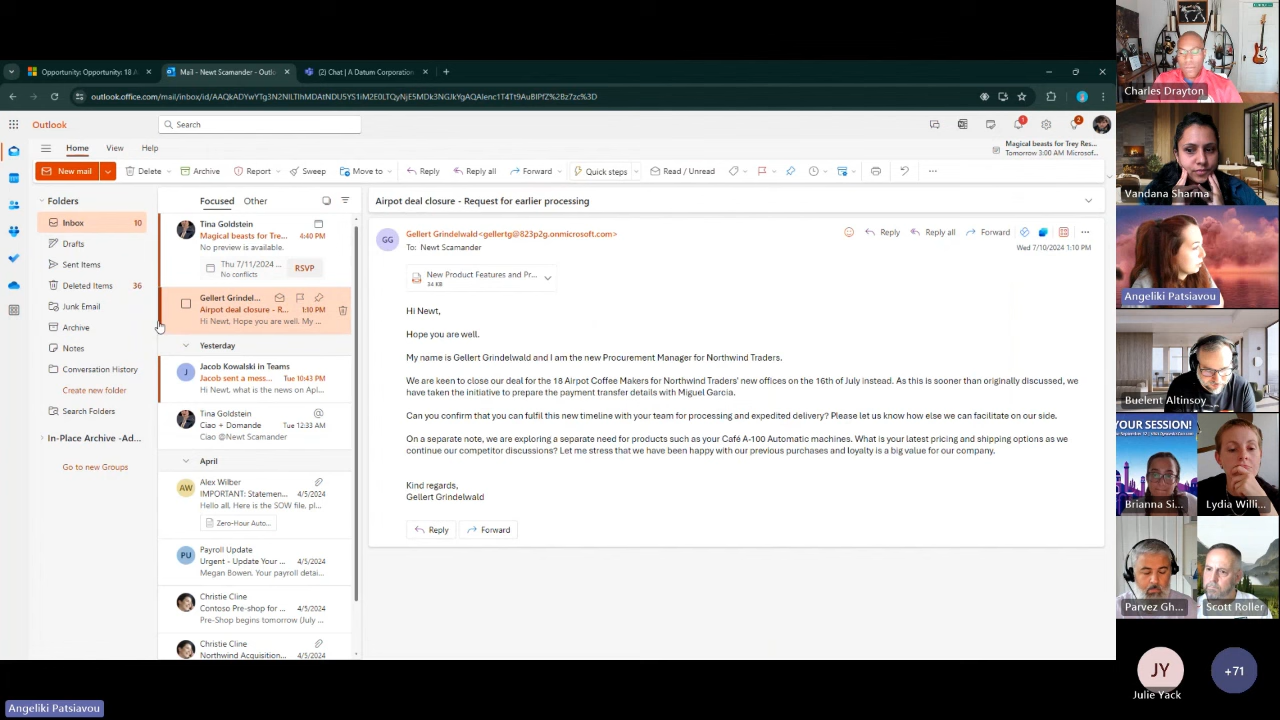 Opportunity: Opportunity: 18 A
Mail - Newt Scamander - Outlo
(2) Chat | A Datum Corporation
outlook.office.com/mail/inbox/id/
Outlook
Search
Magical beasts for Trey Res...
Tomorrow 3:00 AM Microsof...
Home
View
Help
New mail
Delete
Archive
Report
Sweep
Move to
Reply
Reply all
Forward
Quick steps
Read / Unread
Folders
Inbox 10
Drafts
Sent Items
Deleted Items 36
Junk Email
Archive
Notes
Conversation History
Create new folder
Search Folders
In-Place Archive -Ad...
Go to new Groups
Focused Other
Tina Goldstein
Magical beasts for Tre... 4:40 PM
No preview is available.
Thu 7/11/2024 ...
No conflicts
RSVP
Gellert Grindel...
Airpot deal closure - R... 1:10 PM
Hi Newt, Hope you are well. My ...
Yesterday
Jacob Kowalski in Teams
J
Jacob sent a mess... Tue 10:43 PM
Hi Newt, what is the news on Apl...
Tina Goldstein
Ciao + Domande Tue 12:33 AM
Ciao @Newt Scamander
April
Alex Wilber
AW
IMPORTANT: Statemen... 4/5/2024
Hello all, Here is the SOW file, pl...
Zero-Hour Auto...
Payroll Update
PU
Urgent - Update Your ... 4/5/2024
Megan Bowen, Your payroll detai...
Christie Cline
Contoso Pre-shop for ... 4/5/2024
Pre-Shop begins tomorrow (July ...
Christie Cline
Northwind Acquisition... 4/5/2024
Airpot deal closure - Request for earlier processing
GG
Gellert Grindelwald<gellertg@823p2g.onmicrosoft.com>
To: Newt Scamander
Reply
Reply all
Forward
Wed 7/10/2024 1:10 PM
New Product Features and Pr...
34 KB
Hi Newt,
Hope you are well.
My name is Gellert Grindelwald and I am the new Procurement Manager for Northwind Traders.
We are keen to close our deal for the 18 Airpot Coffee Makers for Northwind Traders' new offices on the 16th of July instead. As this is sooner than originally discussed, we
have taken the initiative to prepare the payment transfer details with Miguel Garcia.
Can you confirm that you can fulfil this new timeline with your team for processing and expedited delivery? Please let us know how else we can facilitate on our side.
On a separate note, we are exploring a separate need for products such as your Café A-100 Automatic machines. What is your latest pricing and shipping options as we
continue our competitor discussions? Let me stress that we have been happy with our previous purchases and loyalty is a big value for our company.
Kind regards,
Gellert Grindelwald
Reply
Forward
Charles Drayton
Vandana Sharma
Angeliki Patsiavou
Buelent Altinsoy
YOUR SESSION!
Brianna Si...
Lydia Willi...
Parvez Gh...
Scott Roller
JY
Julie Yack
+71
Angeliki Patsiavou